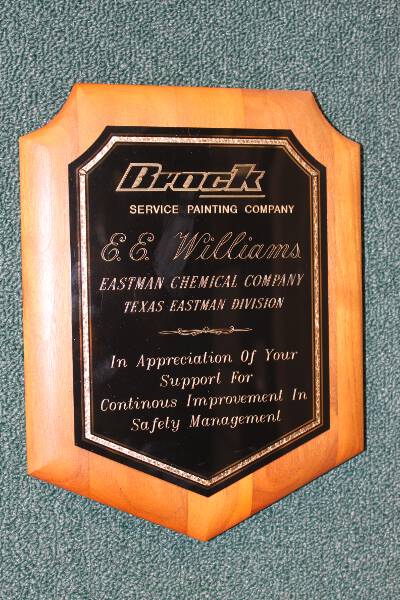 Brock
SERVICE PAINTING COMPANY
E.E. Williams
EASTMAN CHEMICAL COMPANY
TEXAS EASTMAN DIVISION
In Appreciation Of Your
Support For
Continous Improvement In
Safety Management